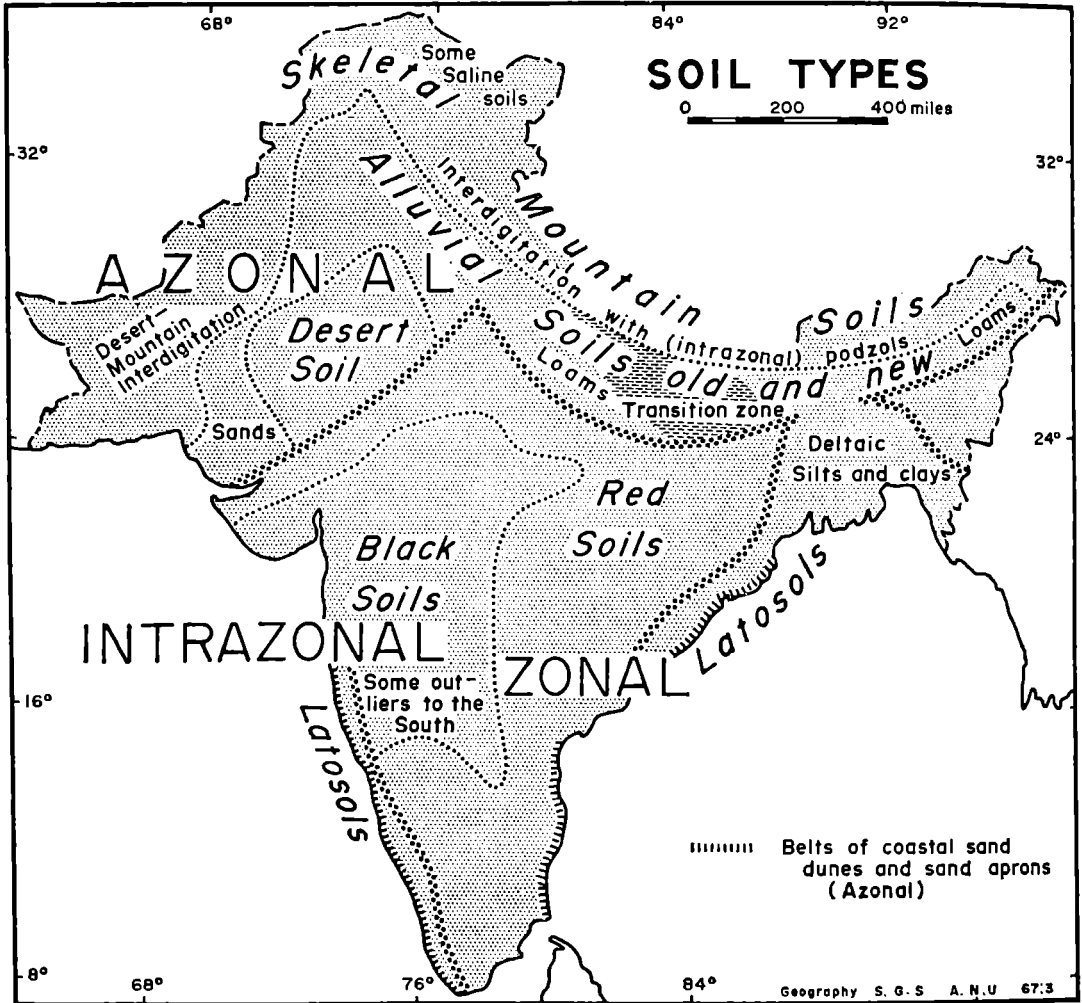 68°
84°
92°
SOIL TYPES
0 200 400 miles
Skeletal
Some
Saline
soils
32°
32°
Alluvial
Interdigitation with (intrazonal) podzols
Mountain
Soils
AZONAL
Desert-
Mountain
Interdigitation
Desert
Soil
Soils old and new
Loams
Loams
Transition zone
Sands
24°
Deltaic
Silts and clays
Red
Soils
Black
Soils
Latosols
INTRAZONAL
ZONAL
Some out-
liers to the
South
16°
Latosols
Belts of coastal sand
dunes and sand aprons
(Azonal)
8°
68°
76°
84°
Geography S.G.S A.N.U 67:3